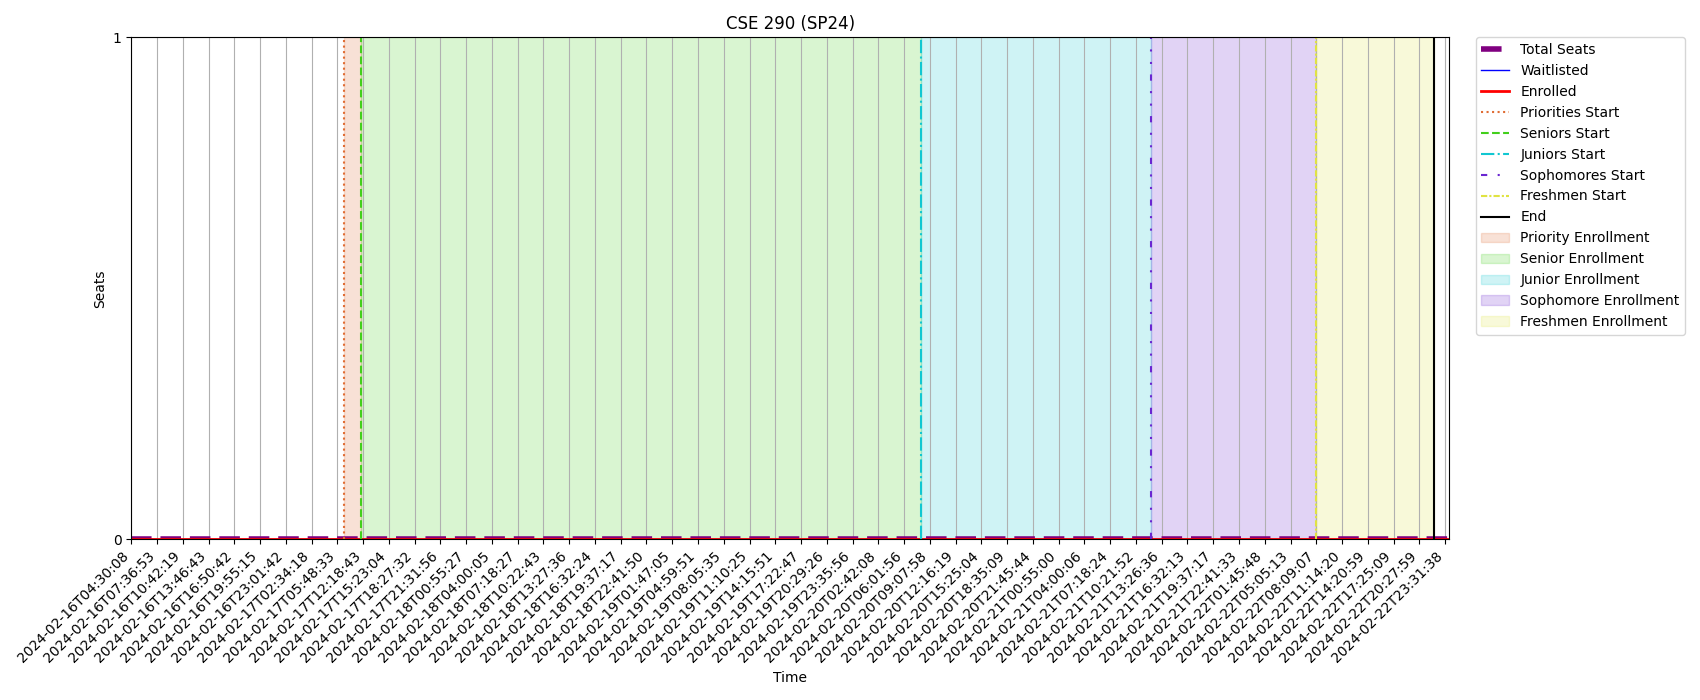 CSE 290 (SP24)
1
0
Seats
2024-02-16T04:30:08
2024-02-16T07:36:53
2024-02-16T10:42:19
2024-02-16T13:46:43
2024-02-16T16:50:42
2024-02-16T19:55:15
2024-02-16T23:01:42
2024-02-17T02:34:18
2024-02-17T05:48:33
2024-02-17T12:18:43
2024-02-17T15:23:04
2024-02-17T18:27:32
2024-02-17T21:31:56
2024-02-18T00:55:27
2024-02-18T04:00:05
2024-02-18T07:18:27
2024-02-18T10:22:43
2024-02-18T13:27:36
2024-02-18T16:32:24
2024-02-18T19:37:17
2024-02-18T22:41:50
2024-02-19T01:47:05
2024-02-19T04:59:51
2024-02-19T08:05:35
2024-02-19T11:10:25
2024-02-19T14:15:51
2024-02-19T17:22:47
2024-02-19T20:29:26
2024-02-19T23:35:56
2024-02-20T02:42:08
2024-02-20T06:01:56
2024-02-20T09:07:58
2024-02-20T12:16:19
2024-02-20T15:25:04
2024-02-20T18:35:09
2024-02-20T21:45:44
2024-02-21T00:55:00
2024-02-21T04:00:06
2024-02-21T07:18:24
2024-02-21T10:21:52
2024-02-21T13:26:36
2024-02-21T16:32:13
2024-02-21T19:37:17
2024-02-21T22:41:33
2024-02-22T01:45:48
2024-02-22T05:05:13
2024-02-22T08:09:07
2024-02-22T11:14:20
2024-02-22T14:20:59
2024-02-22T17:25:09
2024-02-22T20:27:59
2024-02-22T23:31:38
Time
Total Seats
Waitlisted
Enrolled
Priorities Start
Seniors Start
Juniors Start
Sophomores Start
Freshmen Start
End
Priority Enrollment
Senior Enrollment
Junior Enrollment
Sophomore Enrollment
Freshmen Enrollment